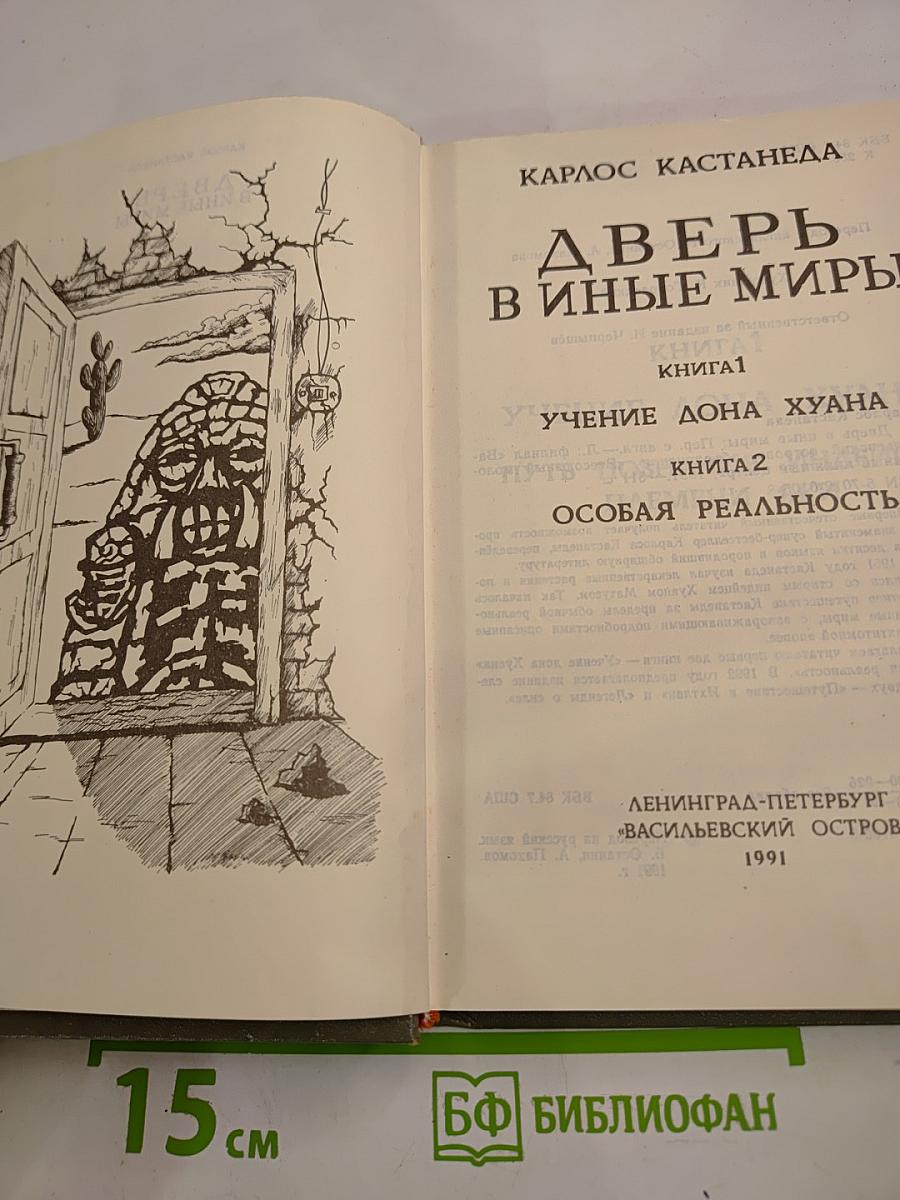 КАРЛОС КАСТАНЕДА
ДВЕРЬ
В ИНЫЕ МИРЫ
КНИГА 1
УЧЕНИЕ ДОНА ХУАНА
КНИГА 2
ОСОБАЯ РЕАЛЬНОСТЬ
ЛЕНИНГРАД-ПЕТЕРБУРГ
«ВАСИЛЬЕВСКИЙ ОСТРОВ
1991
15 см
БФ БИБЛИОФАН